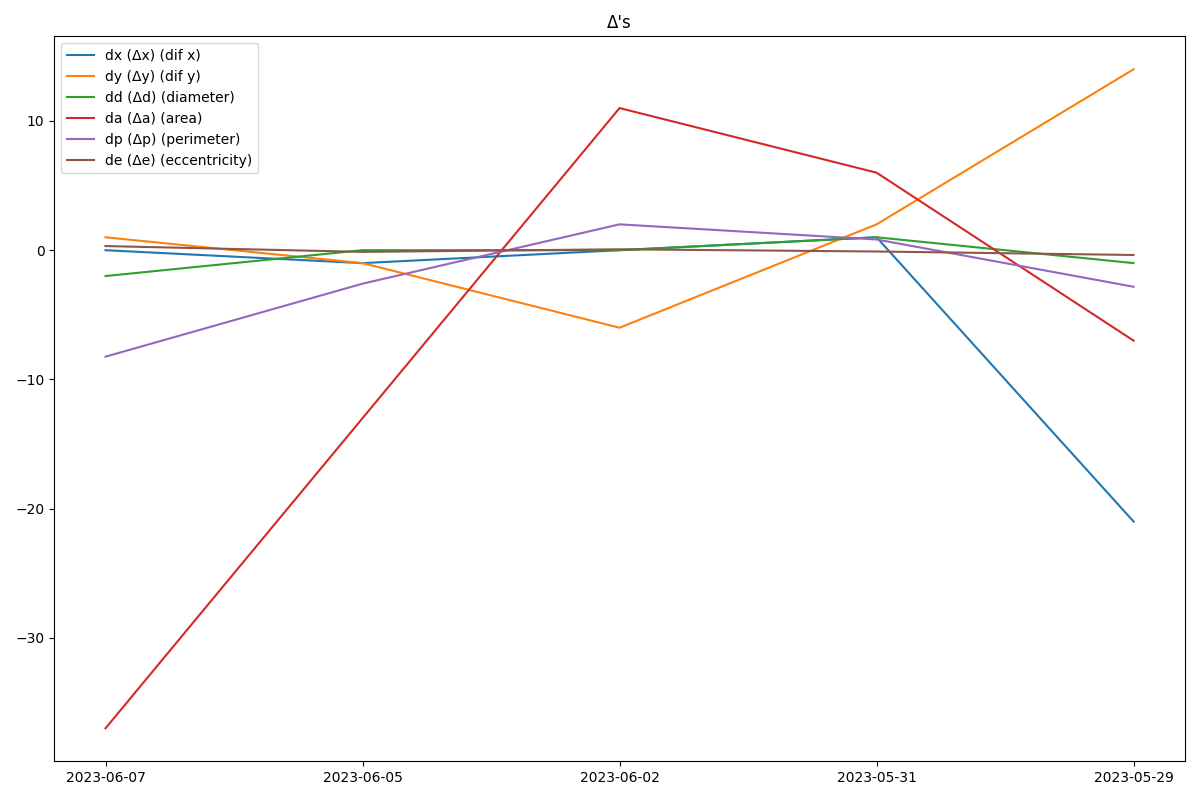 Δ's
dx (Δx) (dif x)
dy (Δy) (dif y)
dd (Δd) (diameter)
da (Δa) (area)
dp (Δp) (perimeter)
de (Δe) (eccentricity)
10
0
−10
−20
−30
2023-06-07
2023-06-05
2023-06-02
2023-05-31
2023-05-29